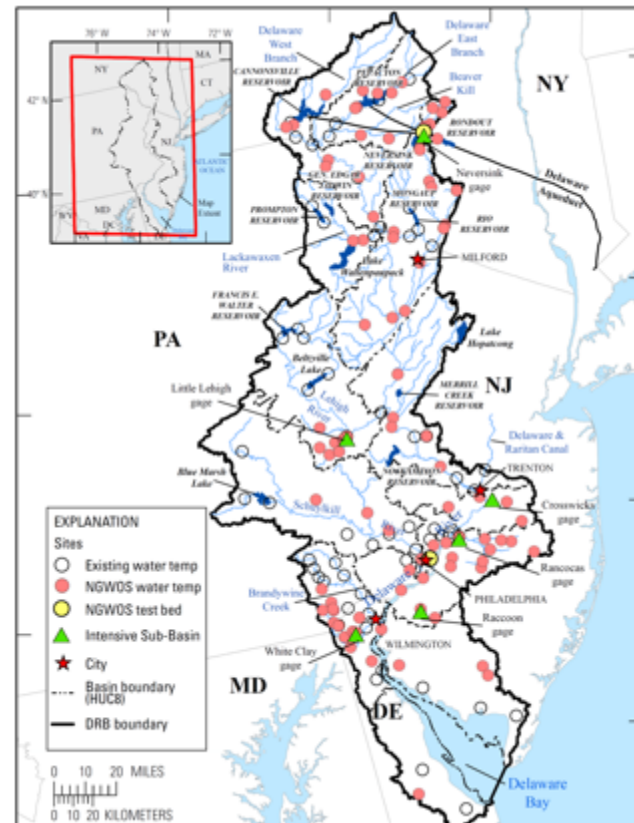 76° W
74° W
72° W
NY
MA
CT
42° N
PA
NJ
ATLANTIC
OCEAN
40° N
MD
DC
VA
Map
Extent
Delaware
West Branch
Delaware
East
Branch
CANNONSVILLE
RESERVOIR
PEPACTON
RESERVOIR
Beaver
Kill
NY
RONDOUT
RESERVOIR
NEVERSINK
RESERVOIR
Neversink
gage
Delaware
Aqueduct
GEN. EDGAR
JADWIN
RESERVOIR
MONGAUP
RESERVOIR
PROMPTON
RESERVOIR
RIO
RESERVOIR
Lackawaxen
River
Lake
Wallenpaupack
MILFORD
FRANCIS E.
WALTER
RESERVOIR
PA
Lake
Hopatcong
Beltzville
Lake
NJ
Little Lehigh
gage
Lehigh
River
MERRILL
CREEK
RESERVOIR
Delaware &
Raritan Canal
NOCKAMIXON
RESERVOIR
TRENTON
Blue Marsh
Lake
Schuylkill
Crosswicks
gage
Rancocas
gage
Delaware
PHILADELPHIA
Brandywine
Creek
Raccoon
gage
WILMINGTON
White Clay
gage
MD
DE
Delaware
Bay
EXPLANATION
Sites
Existing water temp
NGWOS water temp
NGWOS test bed
Intensive Sub-Basin
City
Basin boundary
(HUC8)
DRB boundary
0 10 20 MILES
0 10 20 KILOMETERS